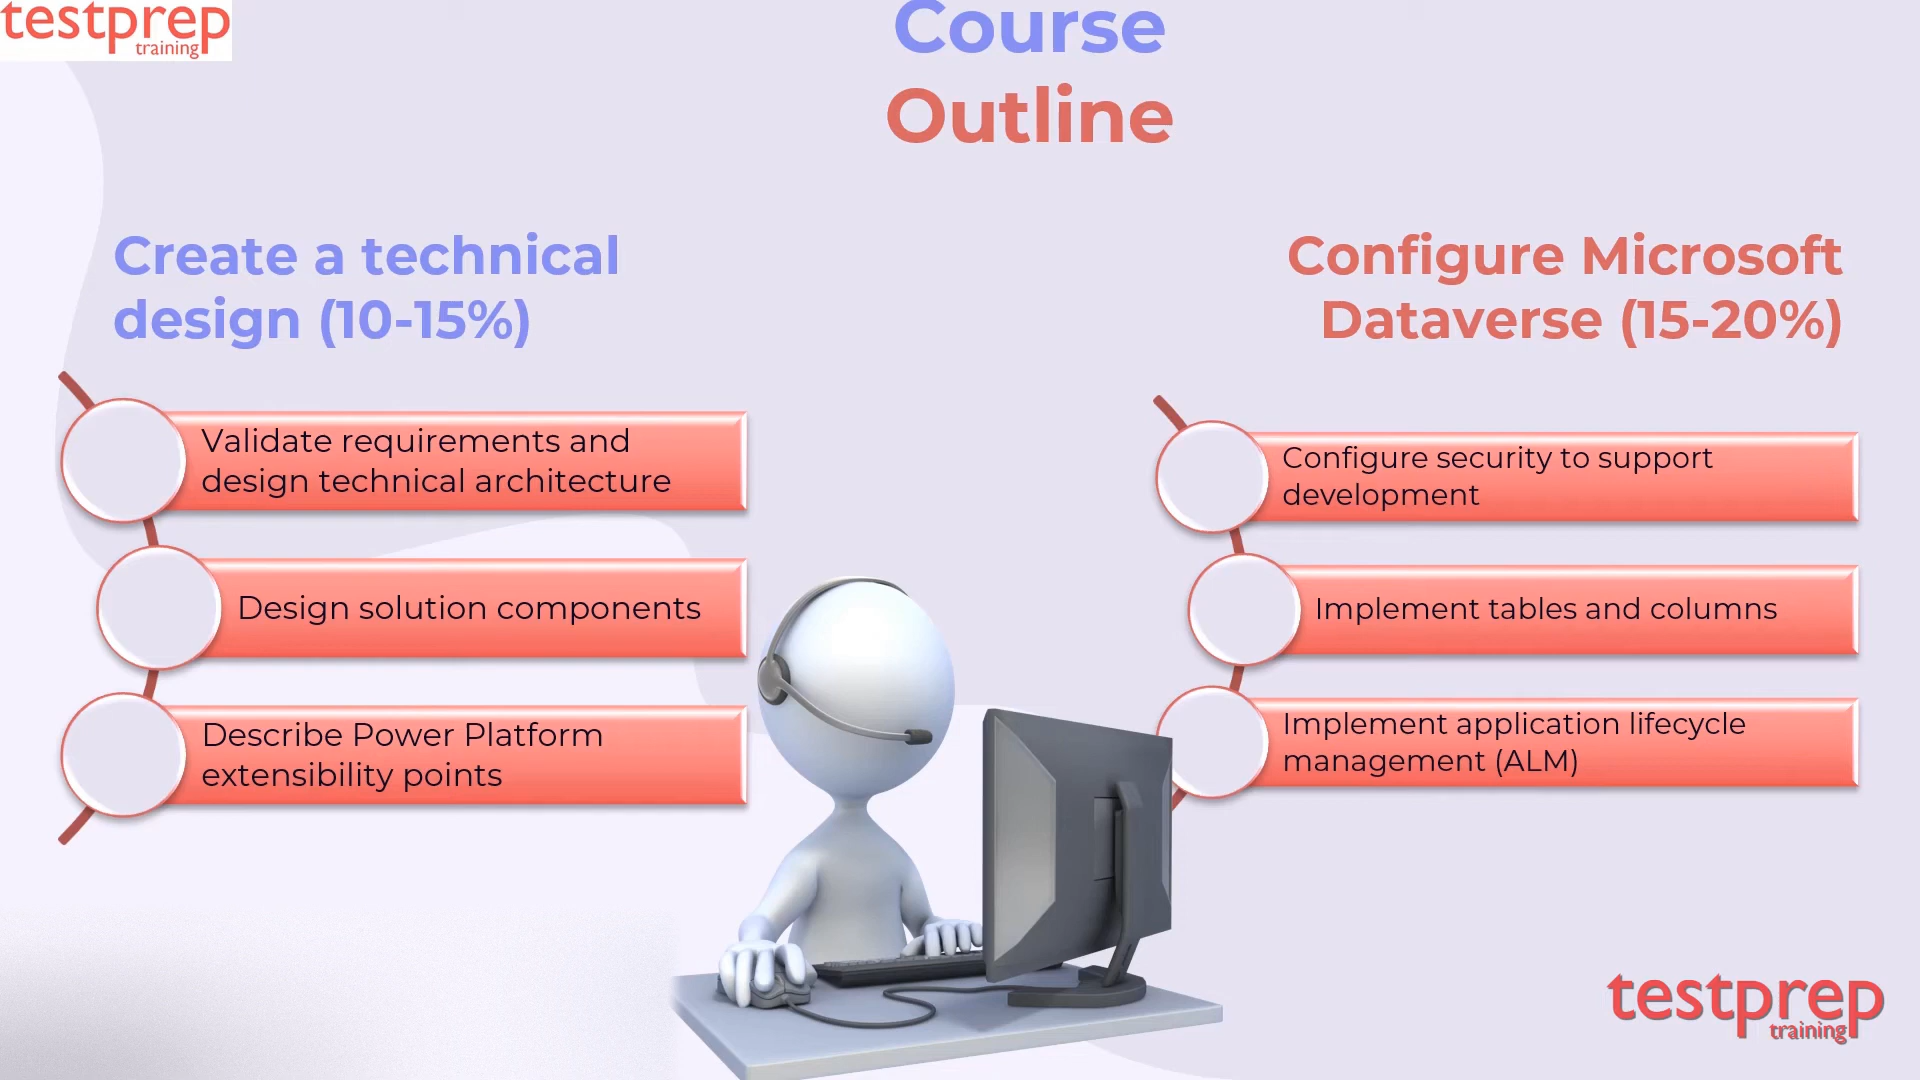 testprep
training
Course
Outline
Create a technical
design (10-15%)
Validate requirements and
design technical architecture
Design solution components
Describe Power Platform
extensibility points
Configure Microsoft
Dataverse (15-20%)
Configure security to support
development
Implement tables and columns
Implement application lifecycle
management (ALM)
testprep
training